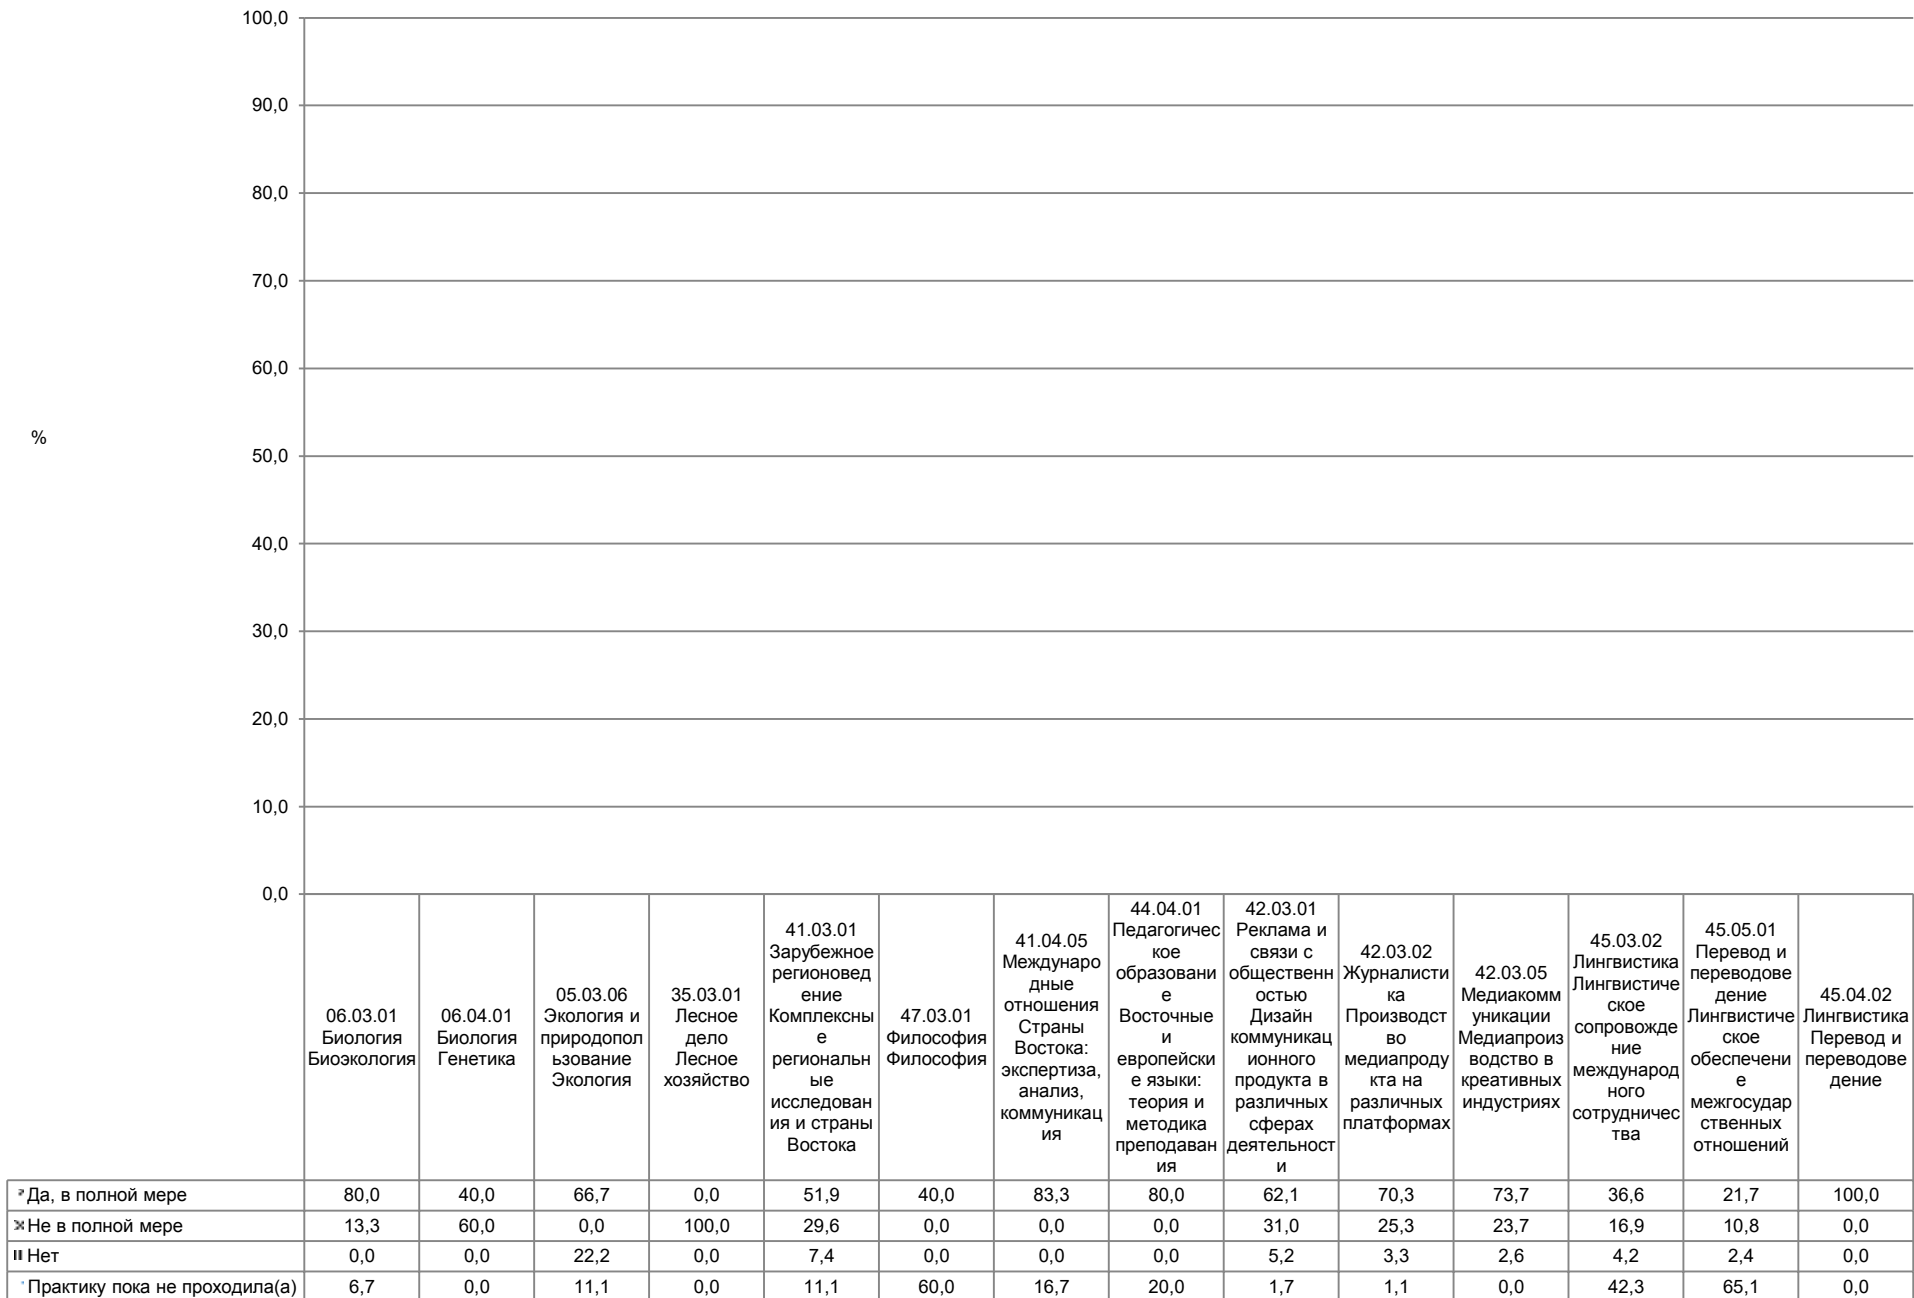 100,0
90,0
80,0
70,0
60,0
%
50,0
40,0
30,0
20,0
10,0
0,0
06.03.01
Биология
Биоэкология
06.04.01
Биология
Генетика
05.03.06
Экология и
природопол
ьзование
Экология
35.03.01
Лесное
дело
Лесное
хозяйство
41.03.01
Зарубежное
регионовед
ение
Комплексны
е
региональн
ые
исследован
ия и страны
Востока
47.03.01
Философия
Философия
41.04.05
Междунаро
дные
отношения
Страны
Востока:
экспертиза,
анализ,
коммуникац
ия
44.04.01
Педагогичес
кое
образовани
е
Восточные
и
европейски
е языки:
теория и
методика
преподаван
ия
42.03.01
Реклама и
связи с
общественн
остью
Дизайн
коммуникац
ионного
продукта в
различных
сферах
деятельност
и
42.03.02
Журналисти
ка
Производст
во
медиапроду
кта на
различных
платформах
42.03.05
Медиакомм
уникации
Медиапроиз
водство в
креативных
индустриях
45.03.02
Лингвистика
Лингвистиче
ское
сопровожде
ние
международ
ного
сотрудничес
тва
45.05.01
Перевод и
переводове
дение
Лингвистиче
ское
обеспечени
е
межгосудар
ственных
отношений
45.04.02
Лингвистика
Перевод и
переводове
дение
Да, в полной мере 80,0 40,0 66,7 0,0 51,9 40,0 83,3 80,0 62,1 70,3 73,7 36,6 21,7 100,0
Не в полной мере 13,3 60,0 0,0 100,0 29,6 0,0 0,0 0,0 31,0 25,3 23,7 16,9 10,8 0,0
Нет 0,0 0,0 22,2 0,0 7,4 0,0 0,0 0,0 5,2 3,3 2,6 4,2 2,4 0,0
Практику пока не проходила(а) 6,7 0,0 11,1 0,0 11,1 60,0 16,7 20,0 1,7 1,1 0,0 42,3 65,1 0,0